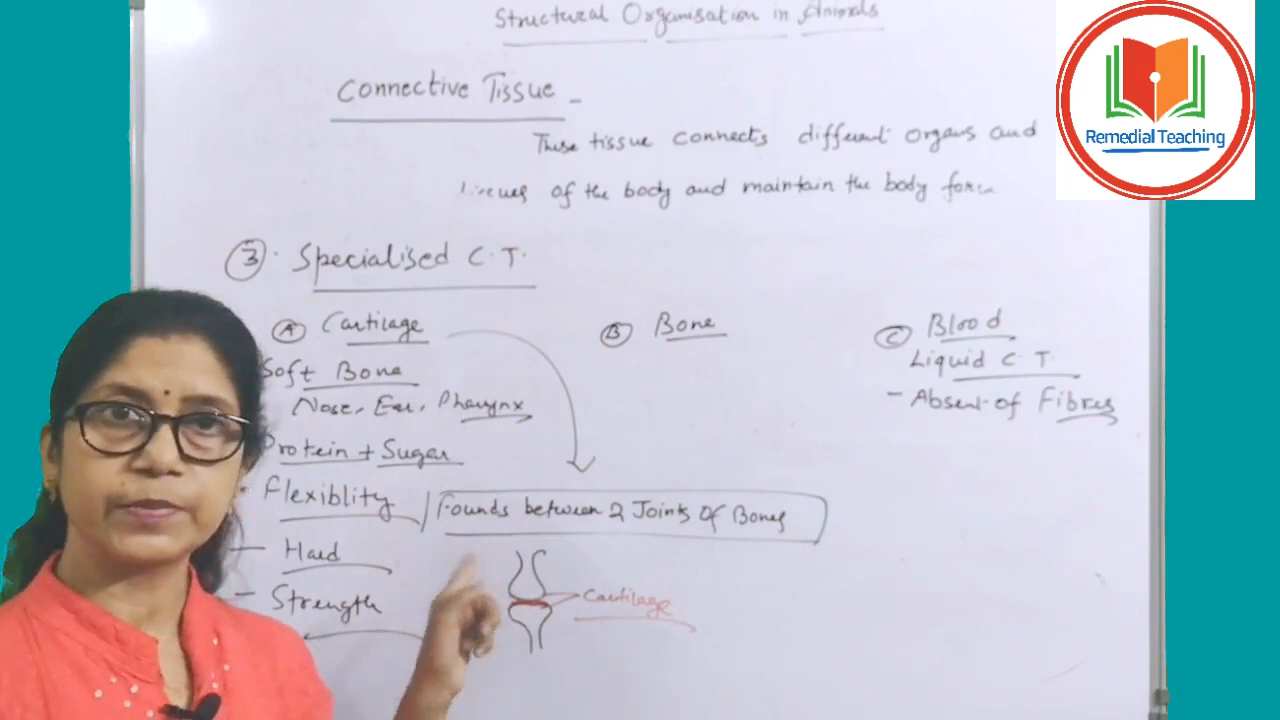 Structural Organisation in Animals
Remedial Teaching
Connective Tissue -
These tissue connects different organs and
of the body and maintain the body form
3. Specialised C.T.
A Cartilage
B Bone
C Blood
Soft Bone
Liquid C.T.
Nose, Ear, Pharynx
- Absent of Fibres
Protein + Sugar
Flexiblity
Founds between 2 Joints of Bones
- Hard
- Strength
Cartilage